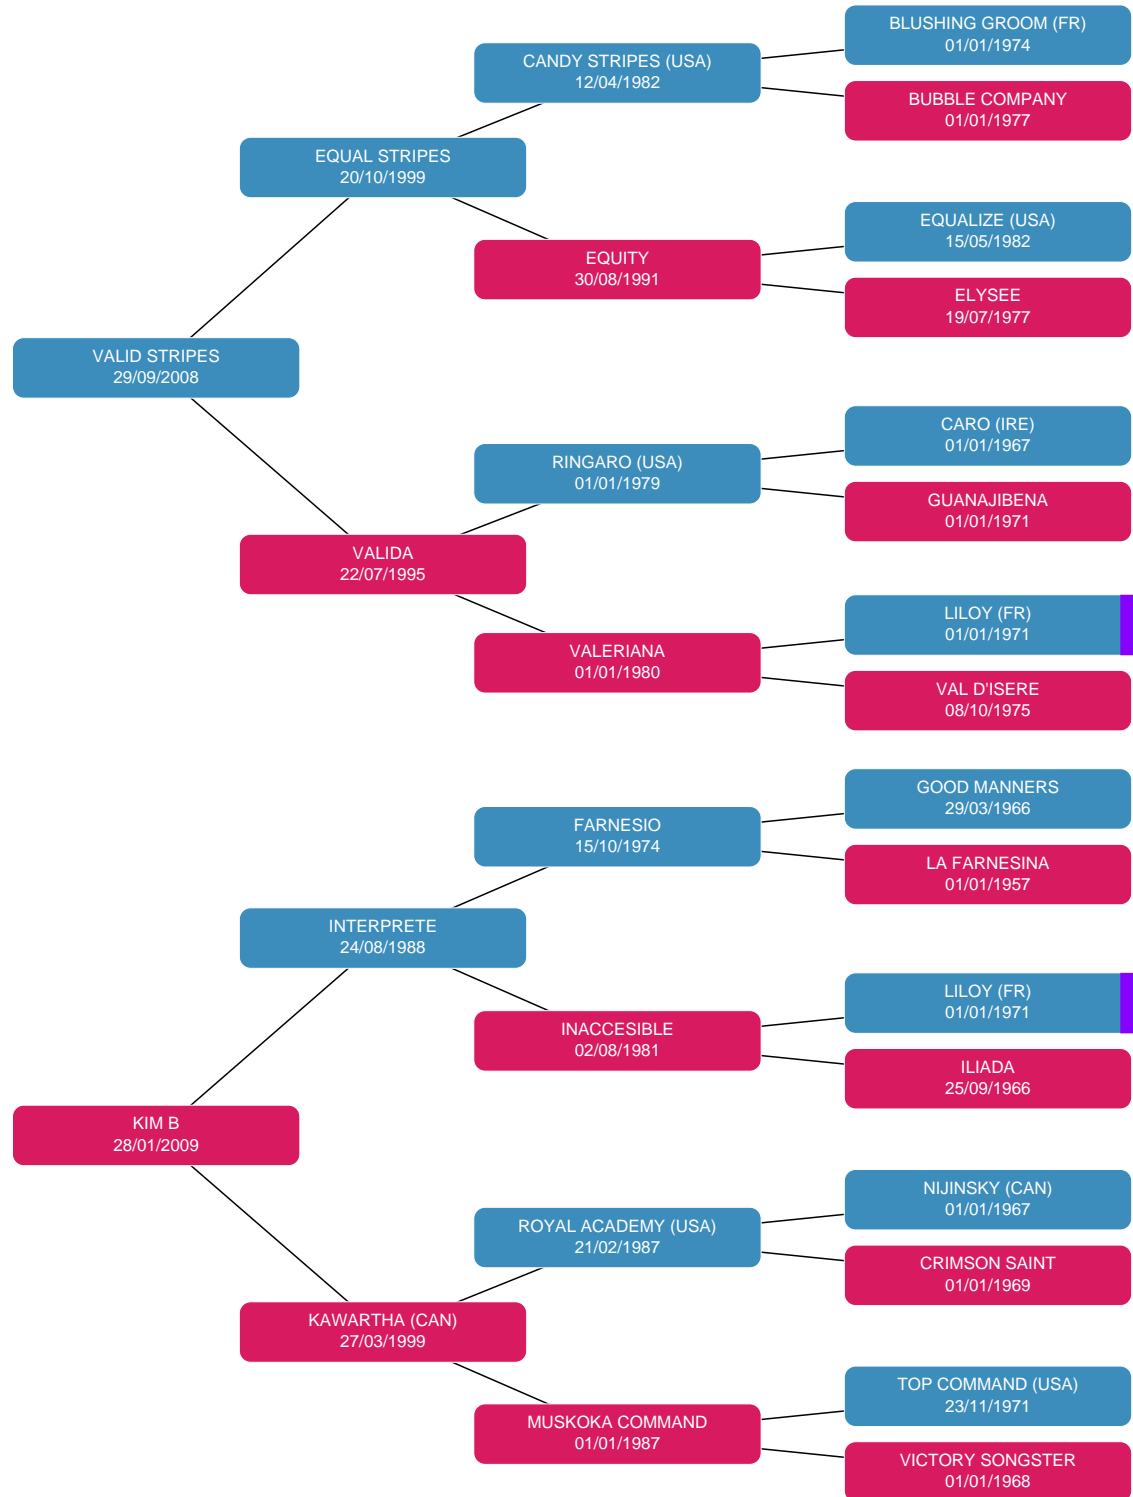 BLUSHING GROOM (FR)
01/01/1974
CANDY STRIPES (USA)
12/04/1982
BUBBLE COMPANY
01/01/1977
EQUAL STRIPES
20/10/1999
EQUALIZE (USA)
15/05/1982
EQUITY
30/08/1991
ELYSEE
19/07/1977
VALID STRIPES
29/09/2008
CARO (IRE)
01/01/1967
RINGARO (USA)
01/01/1979
GUANAJIBENA
01/01/1971
VALIDA
22/07/1995
LILOY (FR)
01/01/1971
VALERIANA
01/01/1980
VAL D'ISERE
08/10/1975
GOOD MANNERS
29/03/1966
FARNESIO
15/10/1974
LA FARNESINA
01/01/1957
INTERPRETE
24/08/1988
LILOY (FR)
01/01/1971
INACCESIBLE
02/08/1981
ILIADA
25/09/1966
KIM B
28/01/2009
NIJINSKY (CAN)
01/01/1967
ROYAL ACADEMY (USA)
21/02/1987
CRIMSON SAINT
01/01/1969
KAWARTHA (CAN)
27/03/1999
TOP COMMAND (USA)
23/11/1971
MUSKOKA COMMAND
01/01/1987
VICTORY SONGSTER
01/01/1968